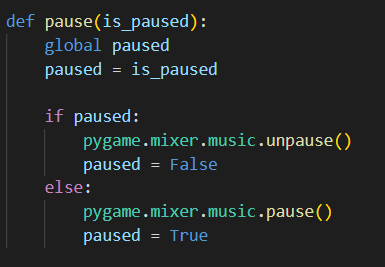 def pause(is_paused):
    global paused
    paused = is_paused

    if paused:
        pygame.mixer.music.unpause()
        paused = False
    else:
        pygame.mixer.music.pause()
        paused = True